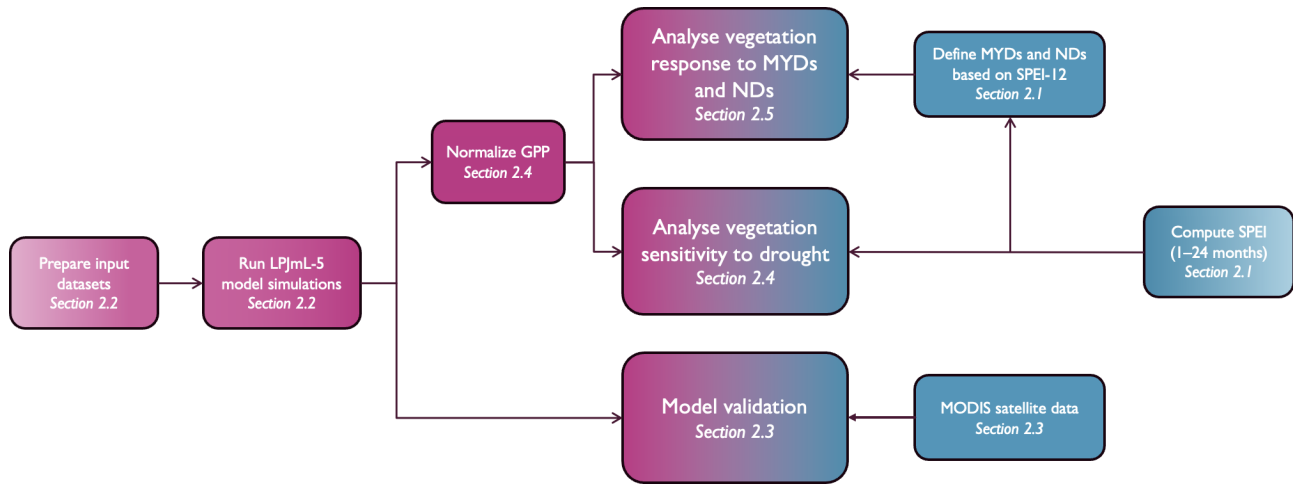 Analyse vegetation
response to MYDs
and NDs
Section 2.5
Define MYDs and NDs
based on SPEI-12
Section 2.1
Normalize GPP
Section 2.4
Analyse vegetation
sensitivity to drought
Section 2.4
Compute SPEI
(1–24 months)
Section 2.1
Prepare input
datasets
Section 2.2
Run LPJmL-5
model simulations
Section 2.2
Model validation
Section 2.3
MODIS satellite data
Section 2.3